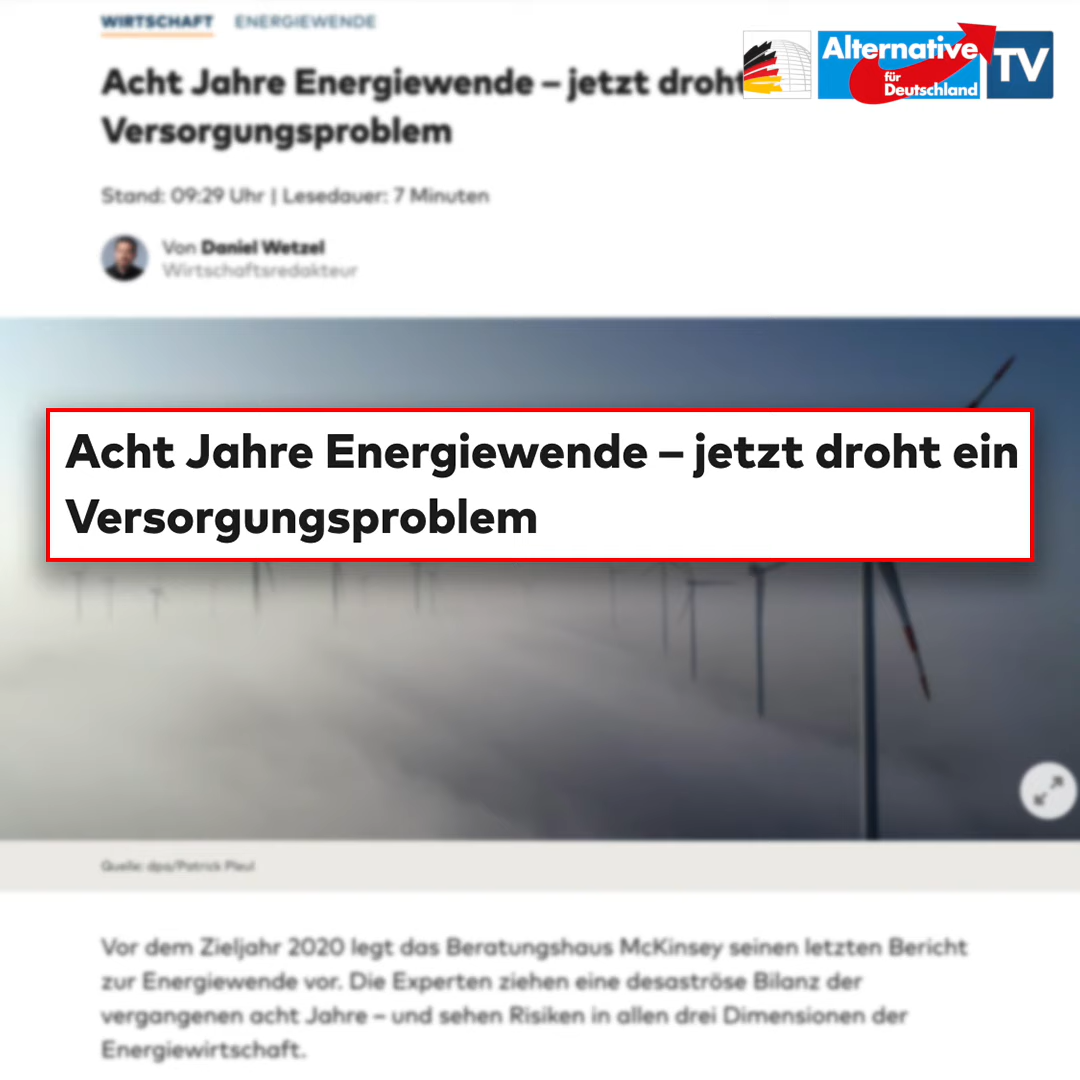 WIRTSCHAFT ENERGIEWENDE
Alternative
für
Deutschland
TV
Acht Jahre Energiewende – jetzt droht
Versorgungsproblem
Stand: 09:29 Uhr | Lesedauer: 7 Minuten
Von Daniel Wetzel
Wirtschaftsredakteur
Acht Jahre Energiewende – jetzt droht ein
Versorgungsproblem
Quelle: dpa/Patrick Pleul
Vor dem Zieljahr 2020 legt das Beratungshaus McKinsey seinen letzten Bericht
zur Energiewende vor. Die Experten ziehen eine desaströse Bilanz der
vergangenen acht Jahre – und sehen Risiken in allen drei Dimensionen der
Energiewirtschaft.